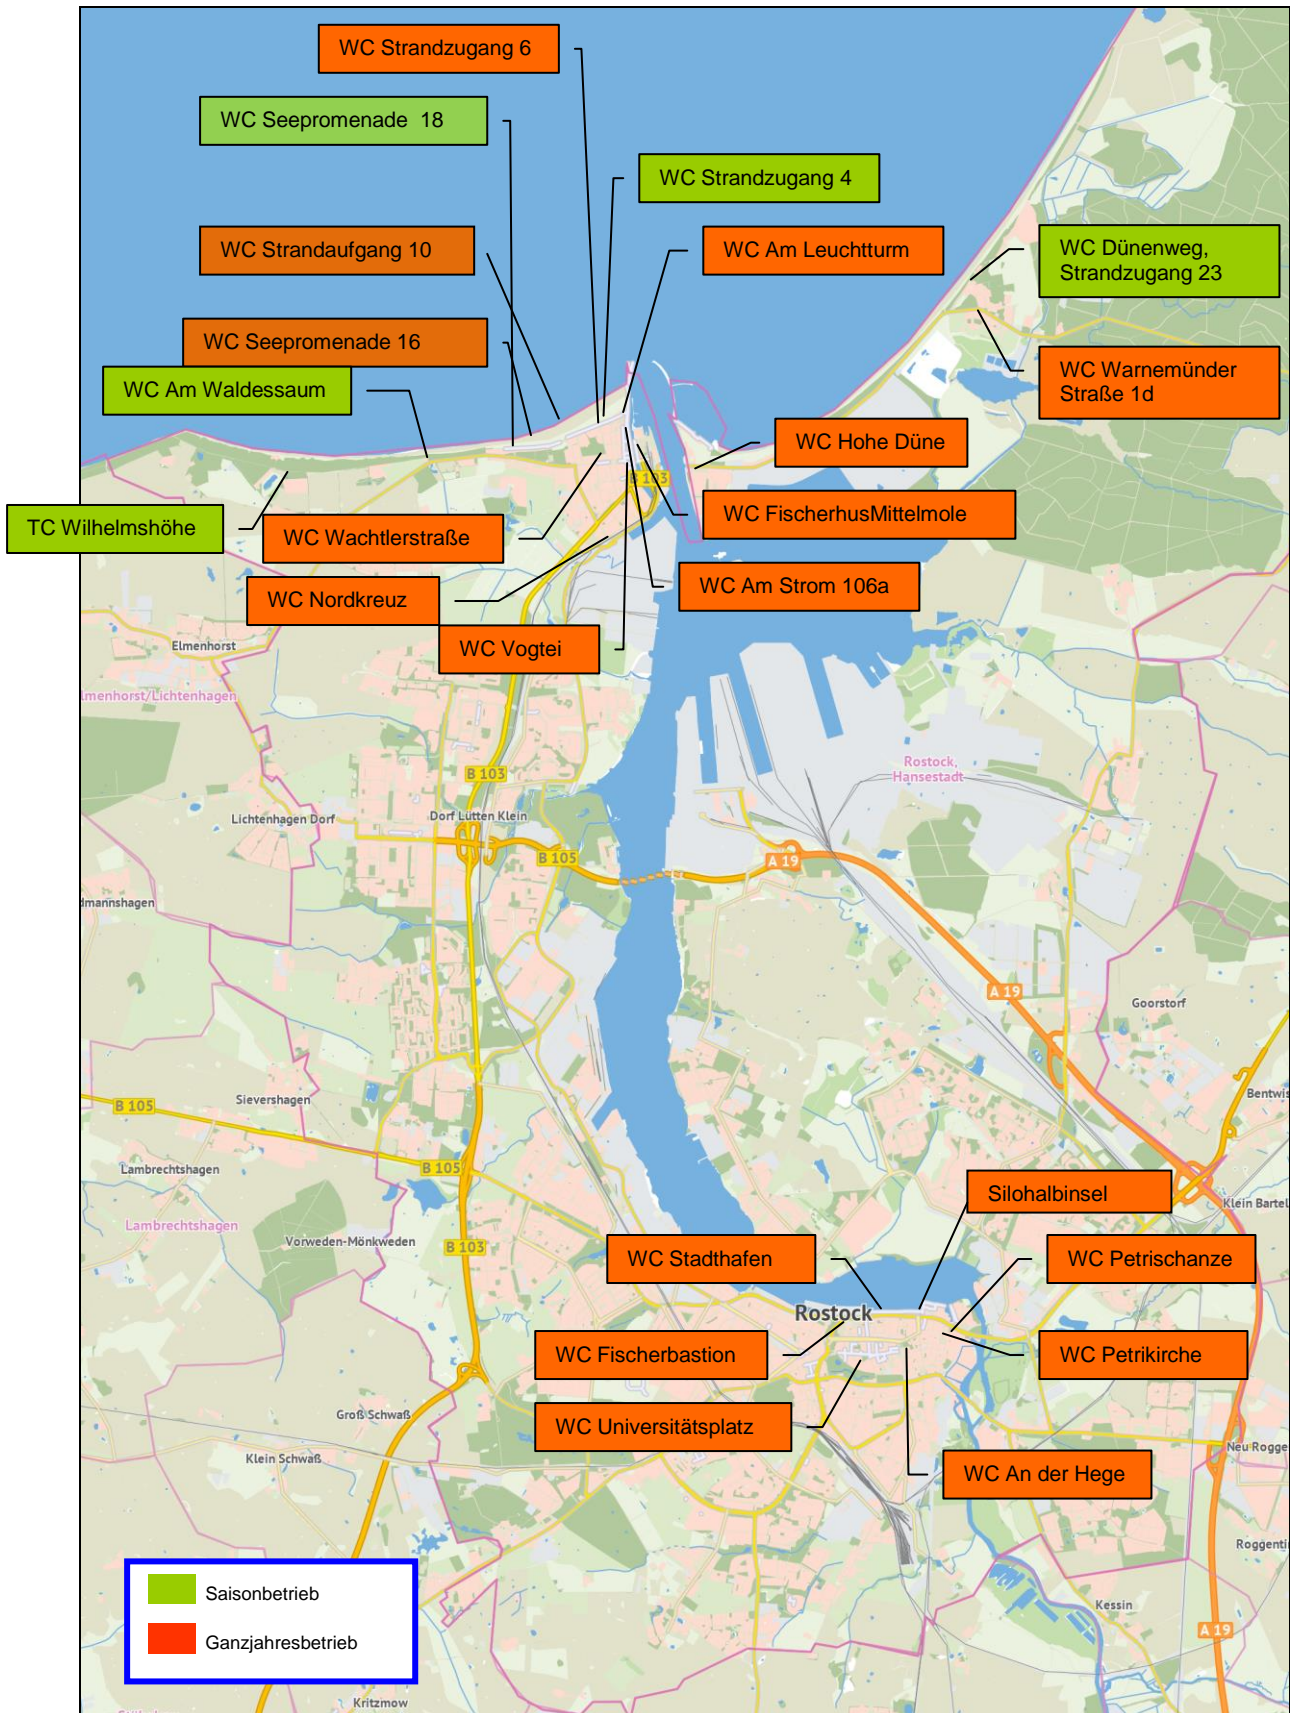 WC Strandzugang 6
WC Seepromenade 18
WC Strandzugang 4
WC Strandaufgang 10
WC Am Leuchtturm
WC Dünenweg,
Strandzugang 23
WC Seepromenade 16
WC Am Waldessaum
WC Warnemünder
Straße 1d
WC Hohe Düne
B 103
TC Wilhelmshöhe
WC Wachtlerstraße
WC FischerhusMittelmole
WC Nordkreuz
WC Am Strom 106a
WC Vogtei
Elmenhorst
lmenhorst/Lichtenhagen
B 103
Rostock,
Hansestadt
Lichtenhagen Dorf
Dorf Lütten Klein
B 105
A 19
dmannshagen
A 19
Goorstorf
Sievershagen
B 105
Bentwis
Lambrechtshagen
B 105
Silohalbinsel
Klein Bartel
Lambrechtshagen
Vorweden-Mönkweden
B 103
WC Stadthafen
WC Petrischanze
Rostock
WC Fischerbastion
WC Petrikirche
Groß Schwaß
WC Universitätsplatz
Klein Schwaß
Neu Rogge
WC An der Hege
Roggenti
Saisonbetrieb
Ganzjahresbetrieb
Kessin
A 19
Kritzmow